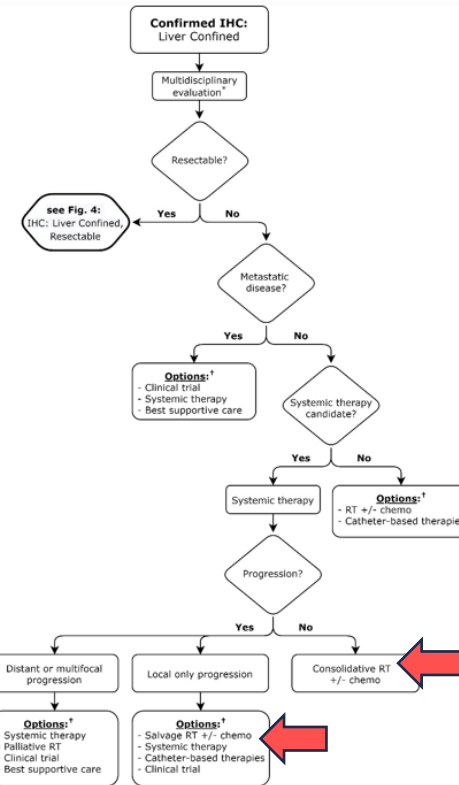 Confirmed IHC:
Liver Confined
Multidisciplinary
evaluation*
Resectable?
Yes
No
see Fig. 4:
IHC: Liver Confined,
Resectable
Metastatic
disease?
Yes
No
Options:†
- Clinical trial
- Systemic therapy
- Best supportive care
Systemic therapy
candidate?
Yes
No
Systemic therapy
Options:†
- RT +/- chemo
- Catheter-based therapies
Progression?
Yes
No
Distant or multifocal
progression
Local only progression
Consolidative RT
+/- chemo
Options:†
Systemic therapy
Palliative RT
Clinical trial
Best supportive care
Options:†
- Salvage RT +/- chemo
- Systemic therapy
- Catheter-based therapies
- Clinical trial